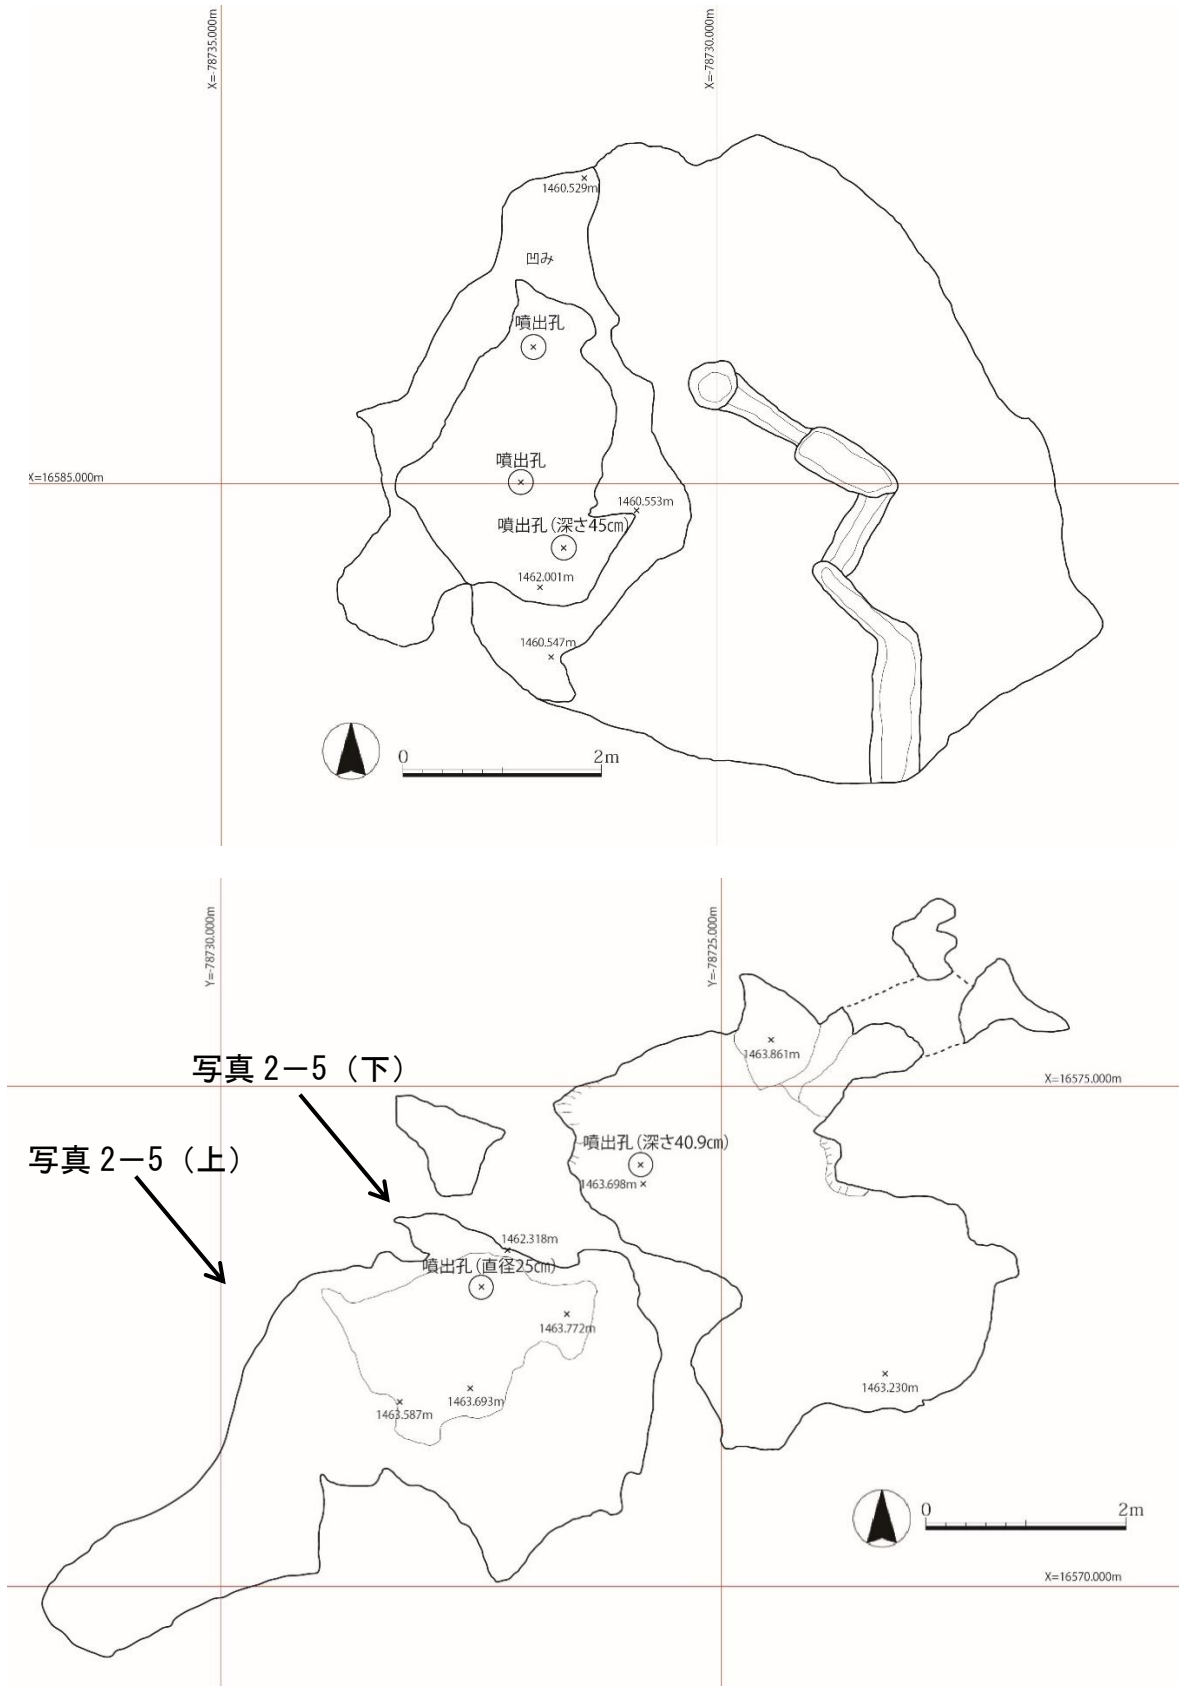 X=-78735.000m
X=-78730.000m
1460.529m
凹み
噴出孔
噴出孔
X=16585.000m
1460.553m
噴出孔(深さ45㎝)
1462.001m
1460.547m
0 2m
Y=-78730.000m
Y=-78725.000m
1463.861m
写真2－5（下）
X=16575.000m
写真2－5（上）
噴出孔(深さ40.9㎝)
1463.698m
1462.318m
噴出孔(直径25㎝)
1463.772m
1463.230m
1463.693m
1463.587m
0 2m
X=16570.000m